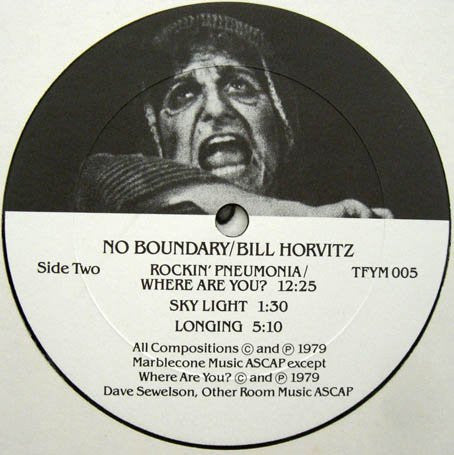 NO BOUNDARY/BILL HORVITZ
Side Two ROCKIN' PNEUMONIA/ TFYM 005
WHERE ARE YOU? 12:25
SKY LIGHT 1:30
LONGING 5:10
All Compositions © and ℗ 1979
Marblecone Music ASCAP except
Where Are You? © and ℗ 1979
Dave Sewelson, Other Room Music ASCAP